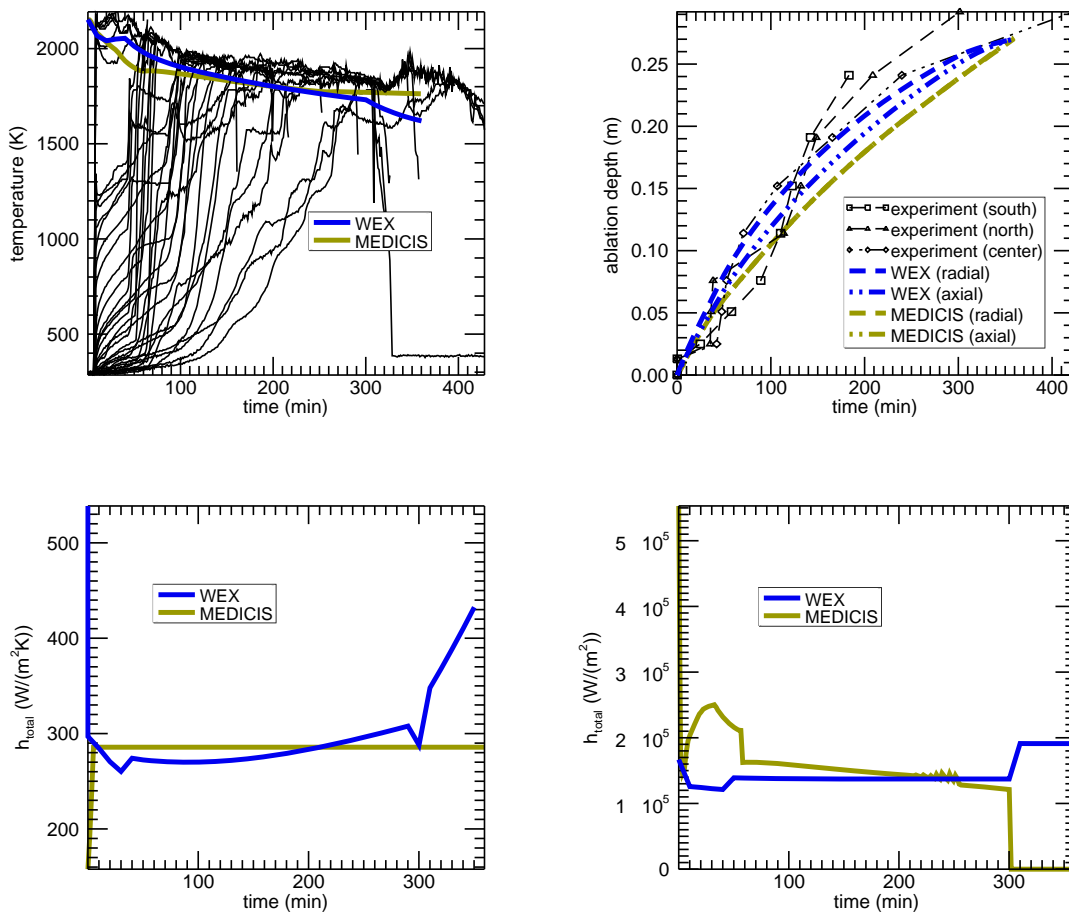 2000
1500
1000
500
temperature (K)
WEX
MEDICIS
0
100
200
300
400
time (min)
0.25
0.20
0.15
0.10
0.05
0.00
ablation depth (m)
experiment (south)
experiment (north)
experiment (center)
WEX (radial)
WEX (axial)
MEDICIS (radial)
MEDICIS (axial)
0
100
200
300
400
time (min)
500
400
300
200
h_total (W/(m²K))
WEX
MEDICIS
100
200
300
time (min)
5 10⁵
4 10⁵
3 10⁵
2 10⁵
1 10⁵
0
h_total (W/(m²))
WEX
MEDICIS
100
200
300
time (min)